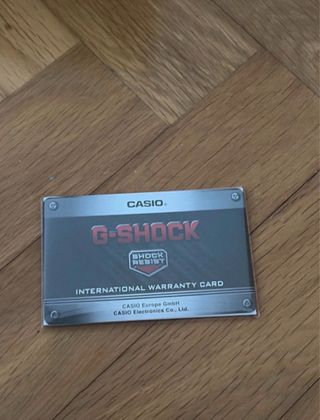 CASIO®
G-SHOCK
SHOCK
RESIST
INTERNATIONAL WARRANTY CARD
CASIO Europe GmbH
CASIO Electronics Co., Ltd.